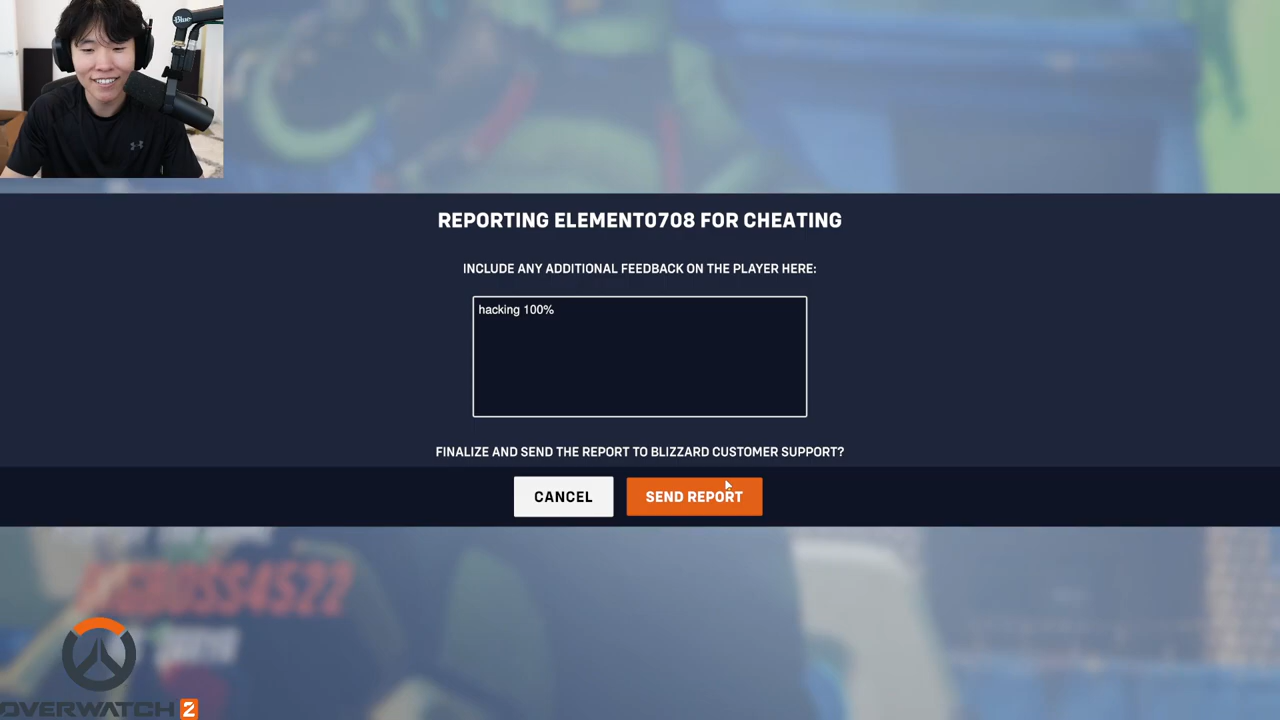 Blue
REPORTING ELEMENT0708 FOR CHEATING
INCLUDE ANY ADDITIONAL FEEDBACK ON THE PLAYER HERE:
hacking 100%
FINALIZE AND SEND THE REPORT TO BLIZZARD CUSTOMER SUPPORT?
CANCEL
SEND REPORT
OVERWATCH 2